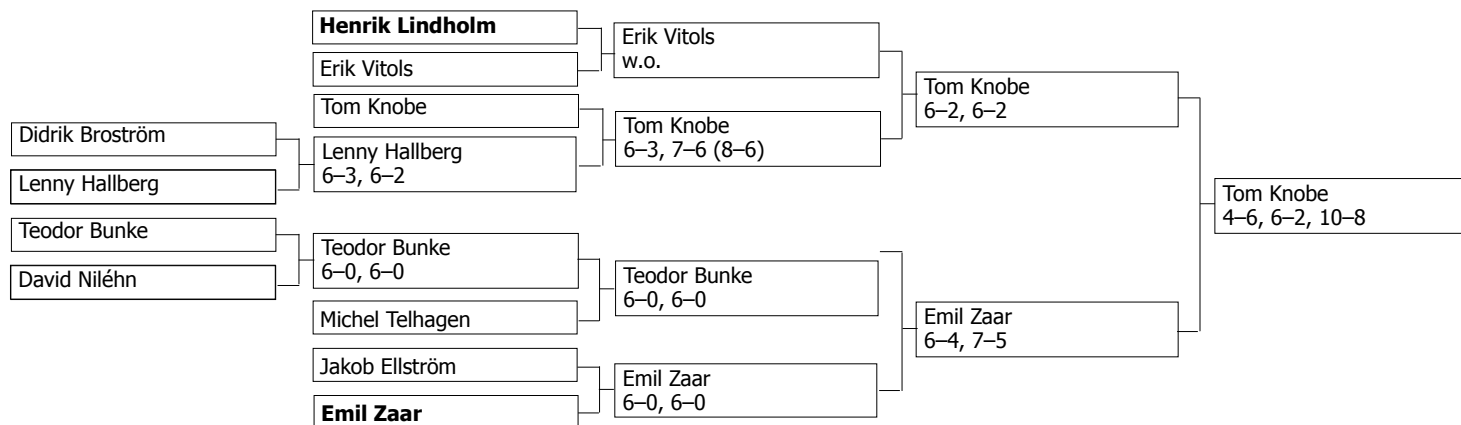 Didrik Broström
Lenny Hallberg
Teodor Bunke
David Niléhn
Henrik Lindholm
Erik Vitols
Tom Knobe
Lenny Hallberg
6–3, 6–2
Teodor Bunke
6–0, 6–0
Michel Telhagen
Jakob Ellström
Emil Zaar
Erik Vitols
w.o.
Tom Knobe
6–3, 7–6 (8–6)
Teodor Bunke
6–0, 6–0
Emil Zaar
6–0, 6–0
Tom Knobe
6–2, 6–2
Emil Zaar
6–4, 7–5
Tom Knobe
4–6, 6–2, 10–8